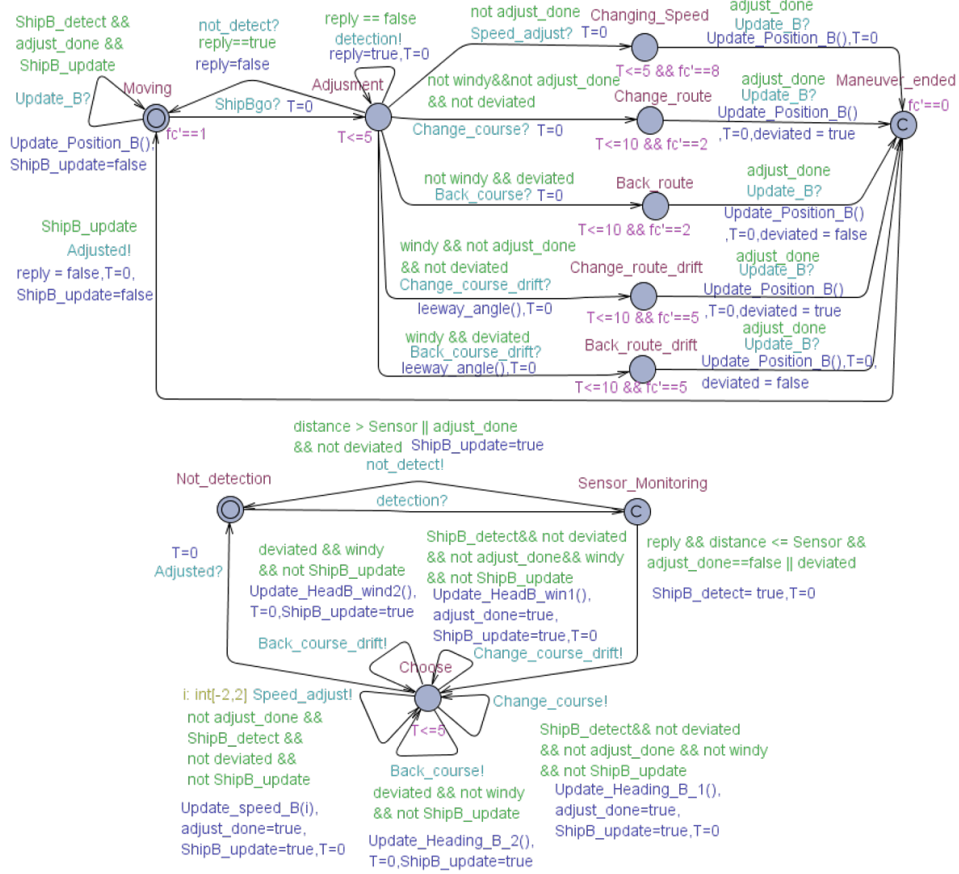 ShipB_detect &&
adjust_done &&
ShipB_update
Update_B?
Moving
fc'==1
Update_Position_B(),
ShipB_update=false
not_detect?
reply==true
reply=false
ShipBgo? T=0
reply == false
detection!
reply=true,T=0
Adjusment
T<=5
not adjust_done
Speed_adjust? T=0
Changing_Speed
T<=5 && fc'==8
adjust_done
Update_B?
Update_Position_B(),T=0
Maneuver_ended
fc'==0
C
not windy&&not adjust_done
&& not deviated
Change_course? T=0
Change_route
T<=10 && fc'==2
adjust_done
Update_B?
Update_Position_B()
,T=0,deviated = true
not windy && deviated
Back_course? T=0
Back_route
T<=10 && fc'==2
adjust_done
Update_B?
Update_Position_B()
,T=0,deviated = false
windy && not adjust_done
&& not deviated
Change_course_drift?
leeway_angle(),T=0
Change_route_drift
T<=10 && fc'==5
adjust_done
Update_B?
Update_Position_B()
,T=0,deviated = true
windy && deviated
Back_course_drift?
leeway_angle(),T=0
Back_route_drift
T<=10 && fc'==5
adjust_done
Update_B?
Update_Position_B(),T=0,
deviated = false
ShipB_update
Adjusted!
reply = false,T=0,
ShipB_update=false
distance > Sensor || adjust_done
&& not deviated ShipB_update=true
not_detect!
Not_detection
detection?
Sensor_Monitoring
C
T=0
Adjusted?
deviated && windy
&& not ShipB_update
Update_HeadB_wind2(),
T=0,ShipB_update=true
Back_course_drift!
ShipB_detect&& not deviated
&& not adjust_done&& windy
&& not ShipB_update
Update_HeadB_win1(),
adjust_done=true,
ShipB_update=true,T=0
Change_course_drift!
reply && distance <= Sensor &&
adjust_done==false || deviated
ShipB_detect= true,T=0
Choose
T<=5
i: int[-2,2] Speed_adjust!
not adjust_done &&
ShipB_detect &&
not deviated &&
not ShipB_update
Update_speed_B(i),
adjust_done=true,
ShipB_update=true,T=0
Back_course!
deviated && not windy
&& not ShipB_update
Update_Heading_B_2(),
T=0,ShipB_update=true
Change_course!
ShipB_detect&& not deviated
&& not adjust_done && not windy
&& not ShipB_update
Update_Heading_B_1(),
adjust_done=true,
ShipB_update=true,T=0